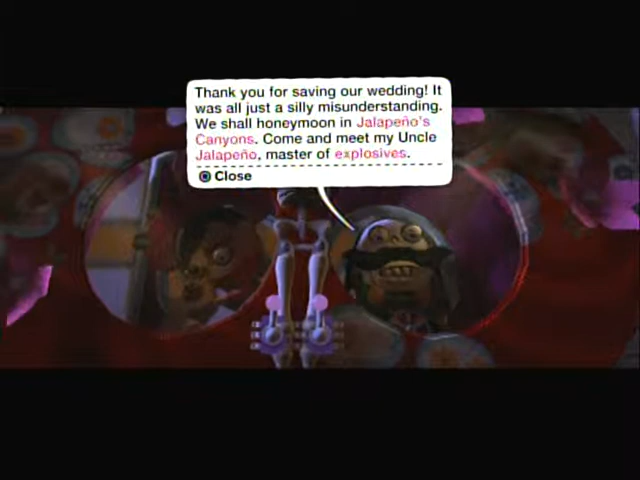 Thank you for saving our wedding! It
was all just a silly misunderstanding.
We shall honeymoon in Jalapeño's
Canyons. Come and meet my Uncle
Jalapeño, master of explosives.
Close